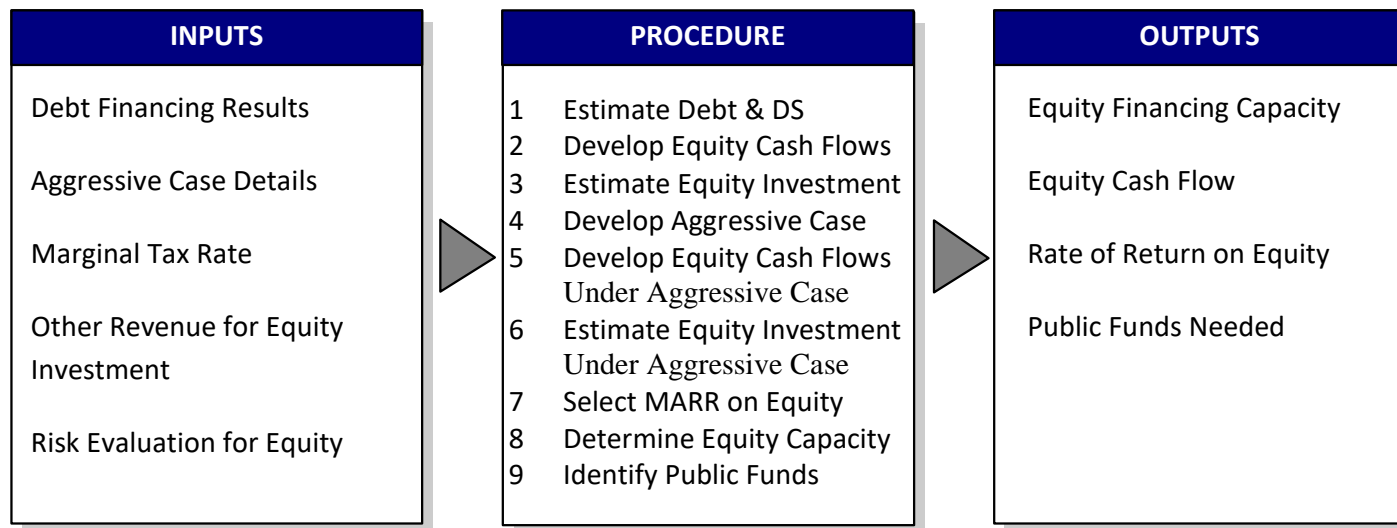 INPUTS
Debt Financing Results
Aggressive Case Details
Marginal Tax Rate
Other Revenue for Equity
Investment
Risk Evaluation for Equity
PROCEDURE
1 Estimate Debt & DS
2 Develop Equity Cash Flows
3 Estimate Equity Investment
4 Develop Aggressive Case
5 Develop Equity Cash Flows
Under Aggressive Case
6 Estimate Equity Investment
Under Aggressive Case
7 Select MARR on Equity
8 Determine Equity Capacity
9 Identify Public Funds
OUTPUTS
Equity Financing Capacity
Equity Cash Flow
Rate of Return on Equity
Public Funds Needed